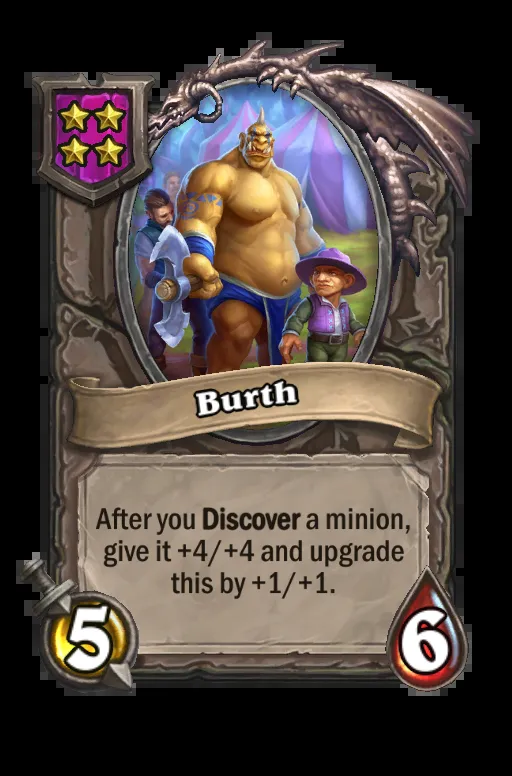 Burth
After you Discover a minion,
give it +4/+4 and upgrade
this by +1/+1.
5
6